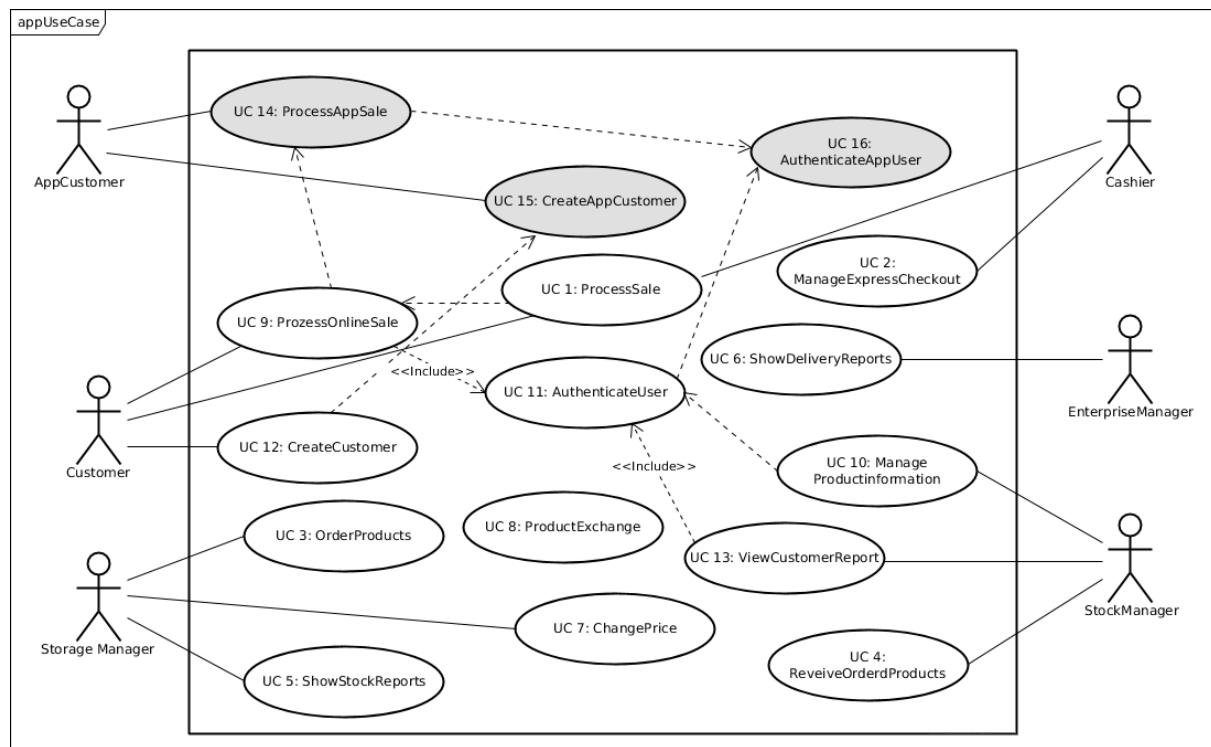 appUseCase
UC 14: ProcessAppSale
UC 16:
AuthenticateAppUser
AppCustomer
Cashier
UC 15: CreateAppCustomer
UC 2:
ManageExpressCheckout
UC 1: ProcessSale
UC 9: ProzessOnlineSale
UC 6: ShowDeliveryReports
<<Include>>
UC 11: AuthenticateUser
EnterpriseManager
UC 12: CreateCustomer
Customer
<<Include>>
UC 10: Manage
Productinformation
UC 3: OrderProducts
UC 8: ProductExchange
UC 13: ViewCustomerReport
StockManager
Storage Manager
UC 7: ChangePrice
UC 4:
ReveiveOrderdProducts
UC 5: ShowStockReports